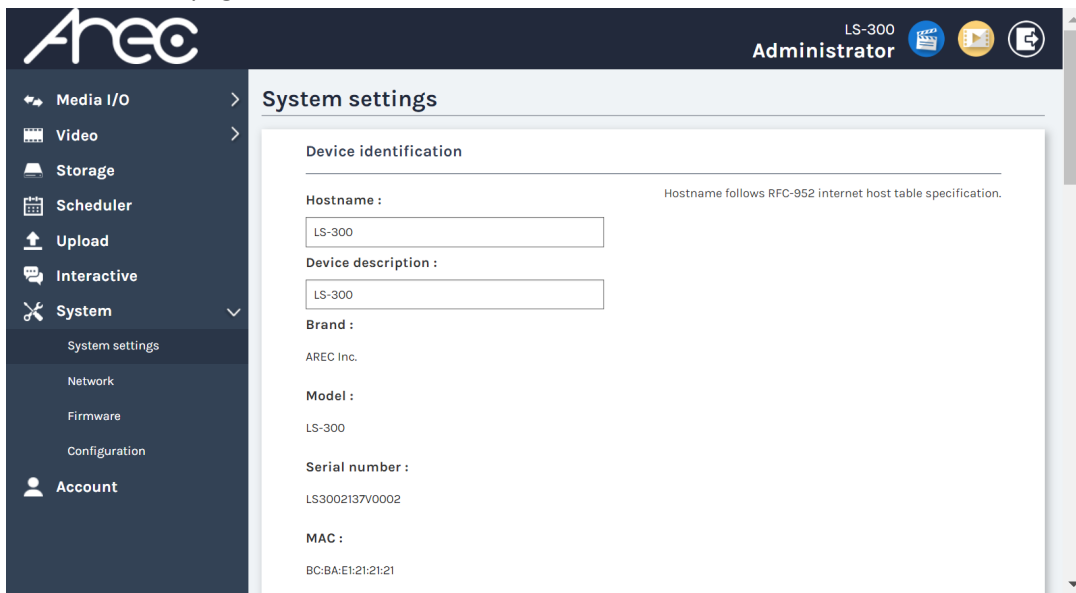 Arec
LS-300
Administrator
Media I/O
Video
Storage
Scheduler
Upload
Interactive
System
System settings
Network
Firmware
Configuration
Account
System settings
Device identification
Hostname :
Hostname follows RFC-952 internet host table specification.
LS-300
Device description :
LS-300
Brand :
AREC Inc.
Model :
LS-300
Serial number :
LS3002137V0002
MAC :
BC:BA:E1:21:21:21